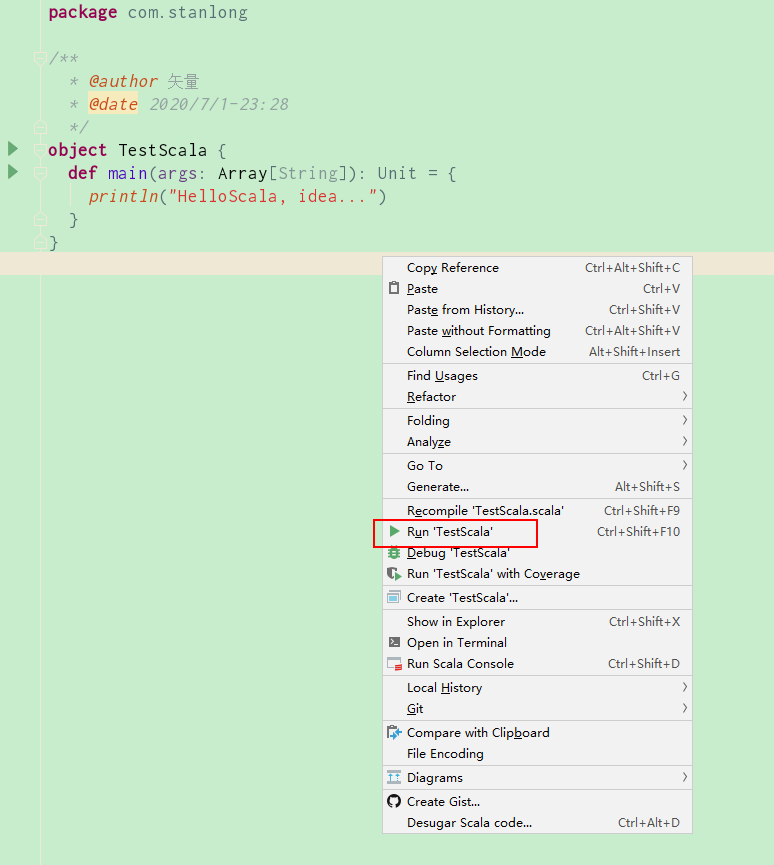 package com.stanlong
/**
* @author 矢量
* @date 2020/7/1-23:28
*/
object TestScala {
def main(args: Array[String]): Unit = {
println("HelloScala, idea...")
}
}
Copy Reference Ctrl+Alt+Shift+C
Paste Ctrl+V
Paste from History... Ctrl+Shift+V
Paste without Formatting Ctrl+Alt+Shift+V
Column Selection Mode Alt+Shift+Insert
Find Usages Ctrl+G
Refactor
Folding
Analyze
Go To
Generate... Alt+Shift+S
Recompile 'TestScala.scala' Ctrl+Shift+F9
Run 'TestScala' Ctrl+Shift+F10
Debug 'TestScala'
Run 'TestScala' with Coverage
Create 'TestScala'...
Show in Explorer Ctrl+Shift+X
Open in Terminal
Run Scala Console Ctrl+Shift+D
Local History
Git
Compare with Clipboard
File Encoding
Diagrams
Create Gist...
Desugar Scala code... Ctrl+Alt+D